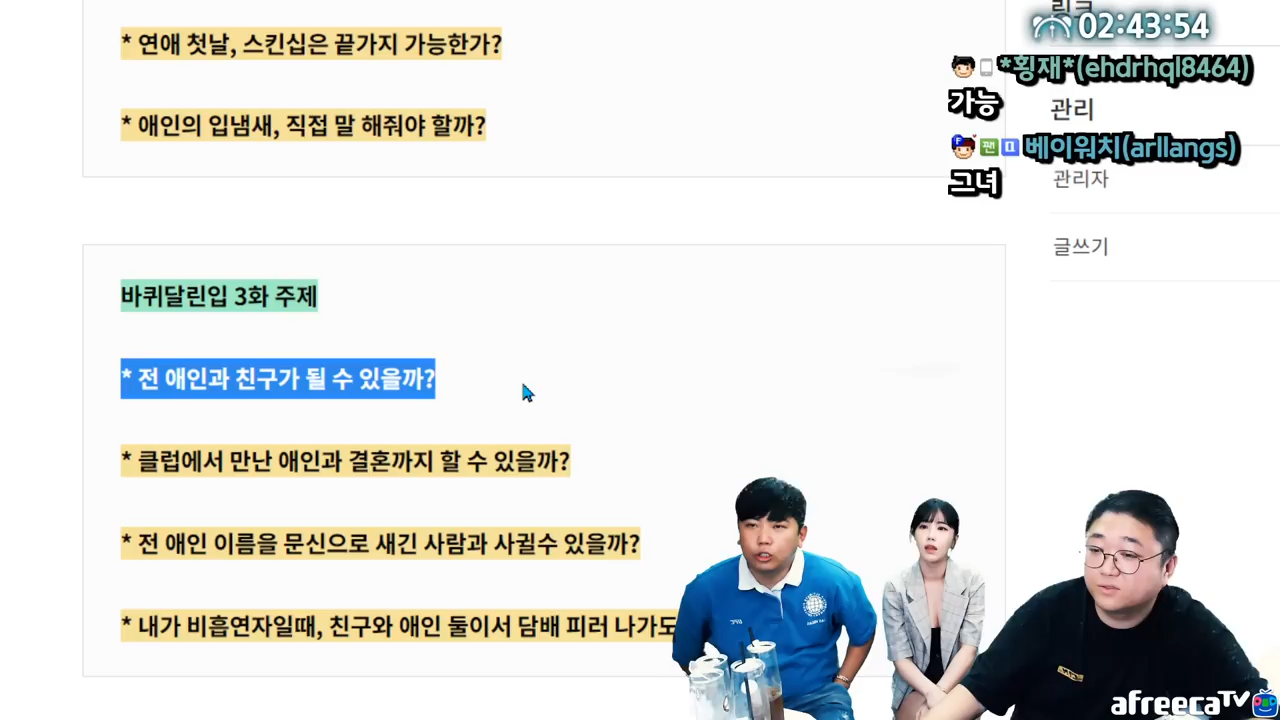 * 연애 첫날, 스킨십은 끝가지 가능한가?
* 애인의 입냄새, 직접 말 해줘야 할까?
바퀴달린입 3화 주제
* 전 애인과 친구가 될 수 있을까?
* 클럽에서 만난 애인과 결혼까지 할 수 있을까?
* 전 애인 이름을 문신으로 새긴 사람과 사귈수 있을까?
* 내가 비흡연자일때, 친구와 애인 둘이서 담배 피러 나가도
링크
02:43:54
*횡재*(ehdrhql8464)
가능
관리
팬 베이워치(arllangs)
그녀
관리자
글쓰기
afreecaTV